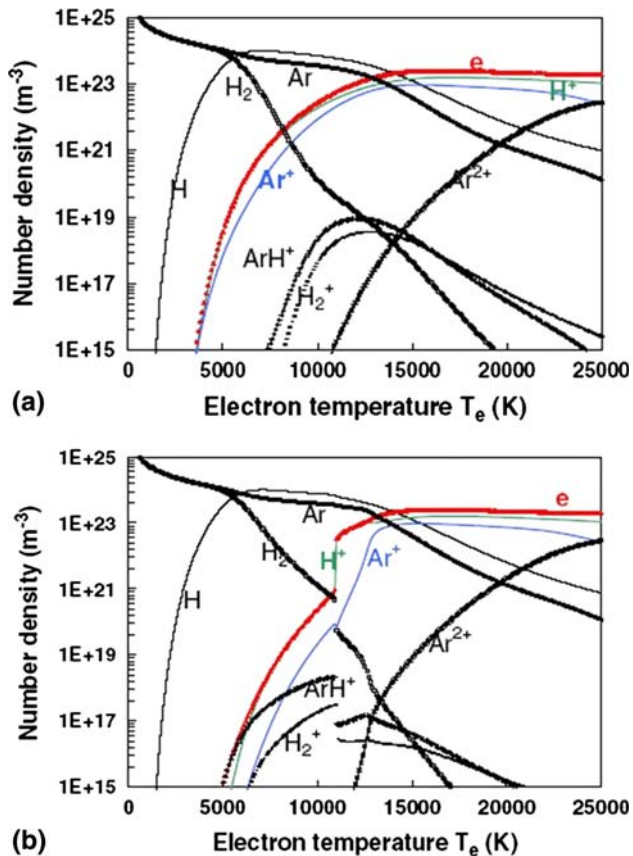 1E+25
1E+23
1E+21
1E+19
1E+17
1E+15
Number density (m⁻³)
H
H₂
Ar
e
H⁺
Ar⁺
Ar²⁺
ArH⁺
H₂⁺
0 5000 10000 15000 20000 25000
(a) Electron temperature Tₑ (K)
1E+25
1E+23
1E+21
1E+19
1E+17
1E+15
Number density (m⁻³)
e
Ar
H₂
H⁺
Ar⁺
H
Ar²⁺
ArH⁺
H₂⁺
0 5000 10000 15000 20000 25000
(b) Electron temperature Tₑ (K)